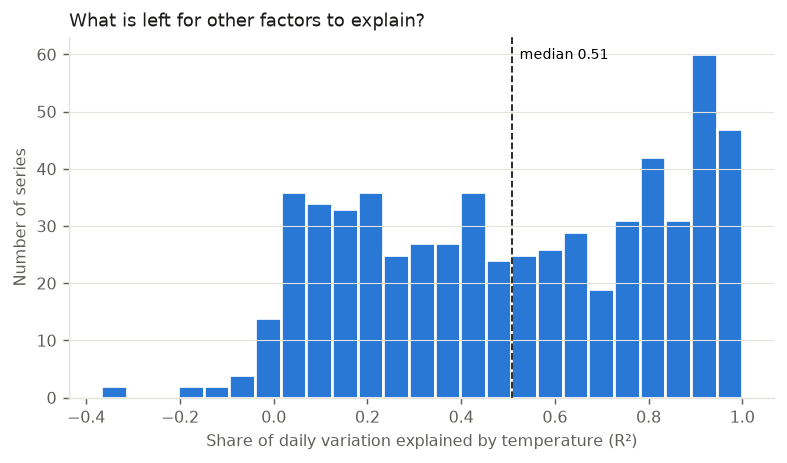 What is left for other factors to explain?
median 0.51
60
50
40
30
20
10
0
Number of series
−0.4 −0.2 0.0 0.2 0.4 0.6 0.8 1.0
Share of daily variation explained by temperature (R²)